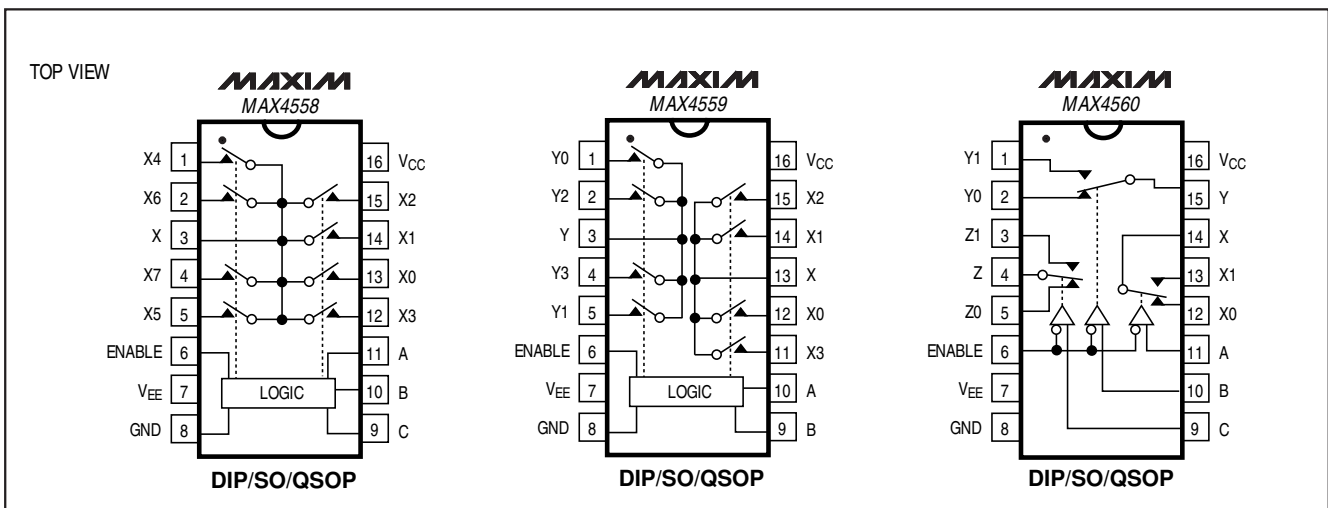 TOP VIEW
MAXIM
MAX4558
X4 1 16 VCC
X6 2 15 X2
X 3 14 X1
X7 4 13 X0
X5 5 12 X3
ENABLE 6 11 A
VEE 7 LOGIC 10 B
GND 8 9 C
DIP/SO/QSOP
MAXIM
MAX4559
Y0 1 16 VCC
Y2 2 15 X2
Y 3 14 X1
Y3 4 13 X
Y1 5 12 X0
ENABLE 6 11 X3
VEE 7 LOGIC 10 A
GND 8 9 B
DIP/SO/QSOP
MAXIM
MAX4560
Y1 1 16 VCC
Y0 2 15 Y
Z1 3 14 X
Z 4 13 X1
Z0 5 12 X0
ENABLE 6 11 A
VEE 7 10 B
GND 8 9 C
DIP/SO/QSOP